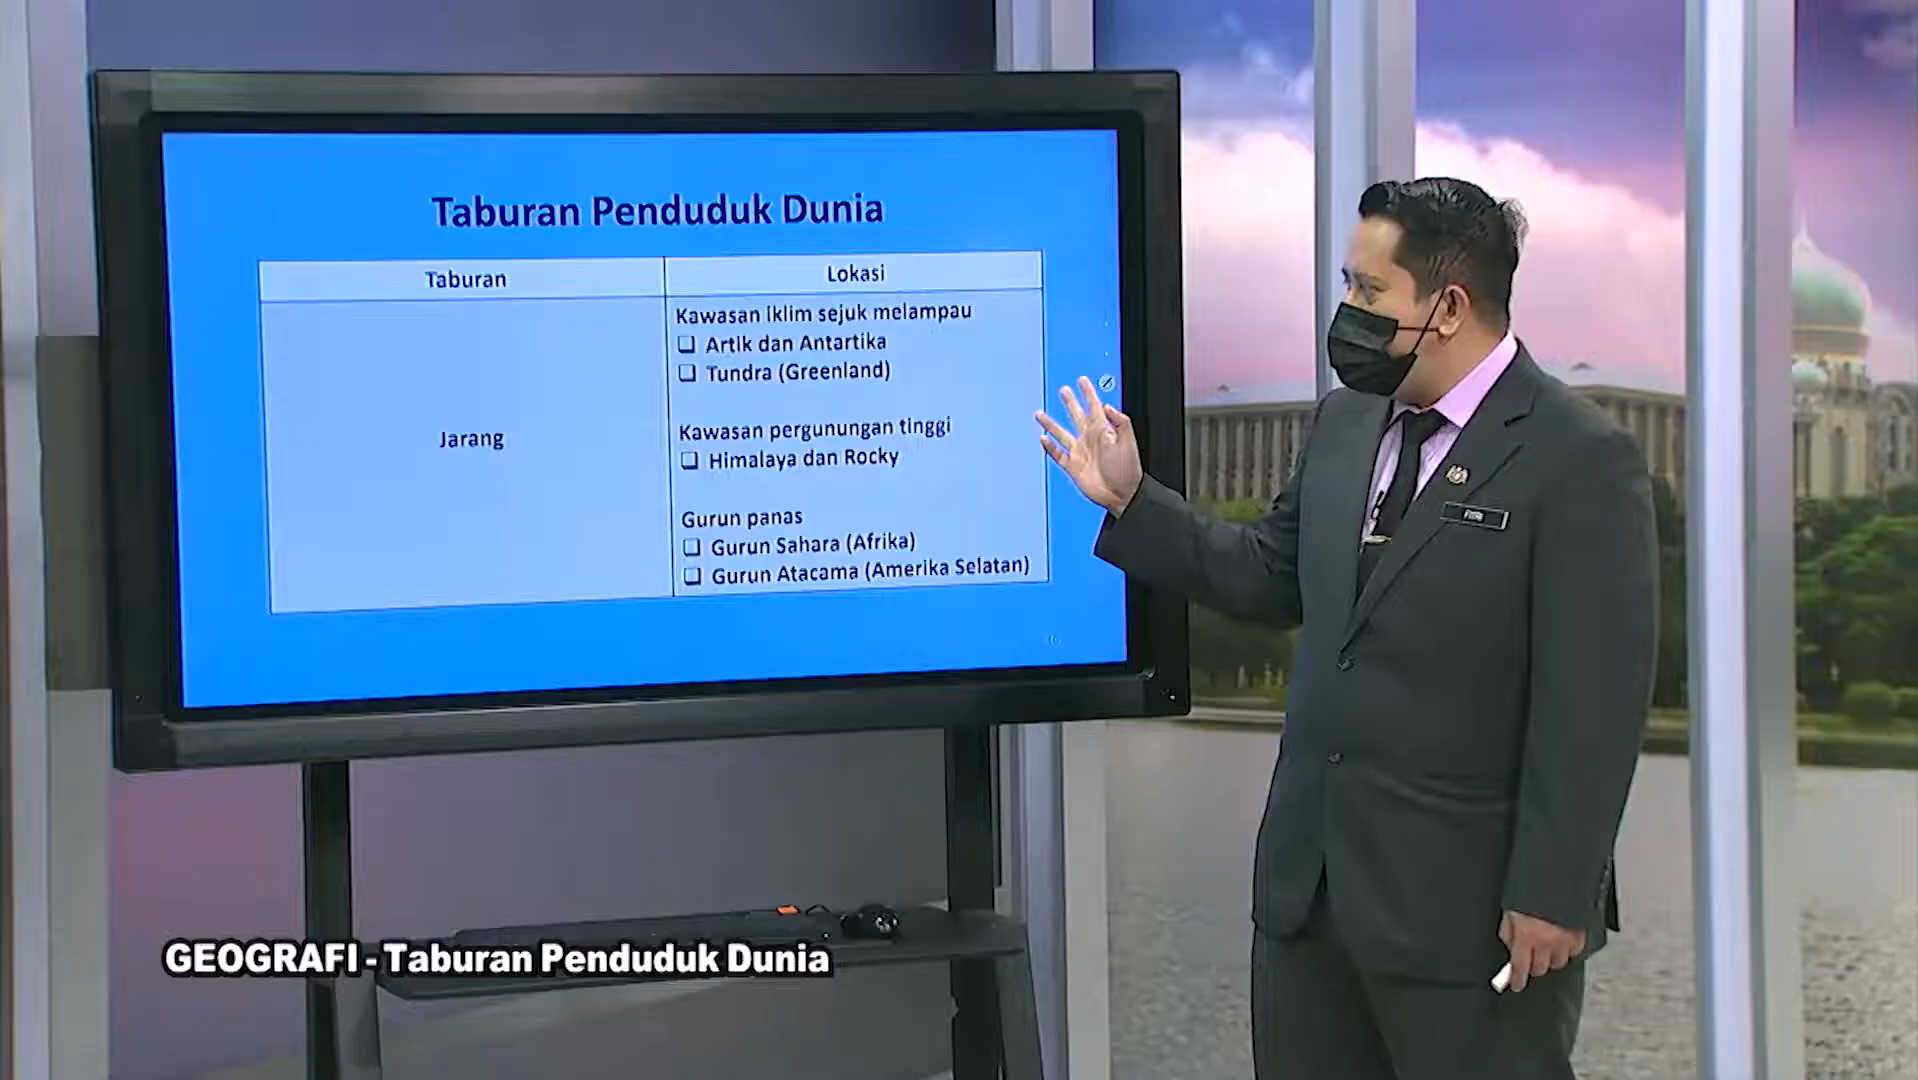 Taburan Penduduk Dunia
Taburan
Lokasi
Jarang
Kawasan iklim sejuk melampau
❑ Artik dan Antartika
❑ Tundra (Greenland)
Kawasan pergunungan tinggi
❑ Himalaya dan Rocky
Gurun panas
❑ Gurun Sahara (Afrika)
❑ Gurun Atacama (Amerika Selatan)
GEOGRAFI - Taburan Penduduk Dunia